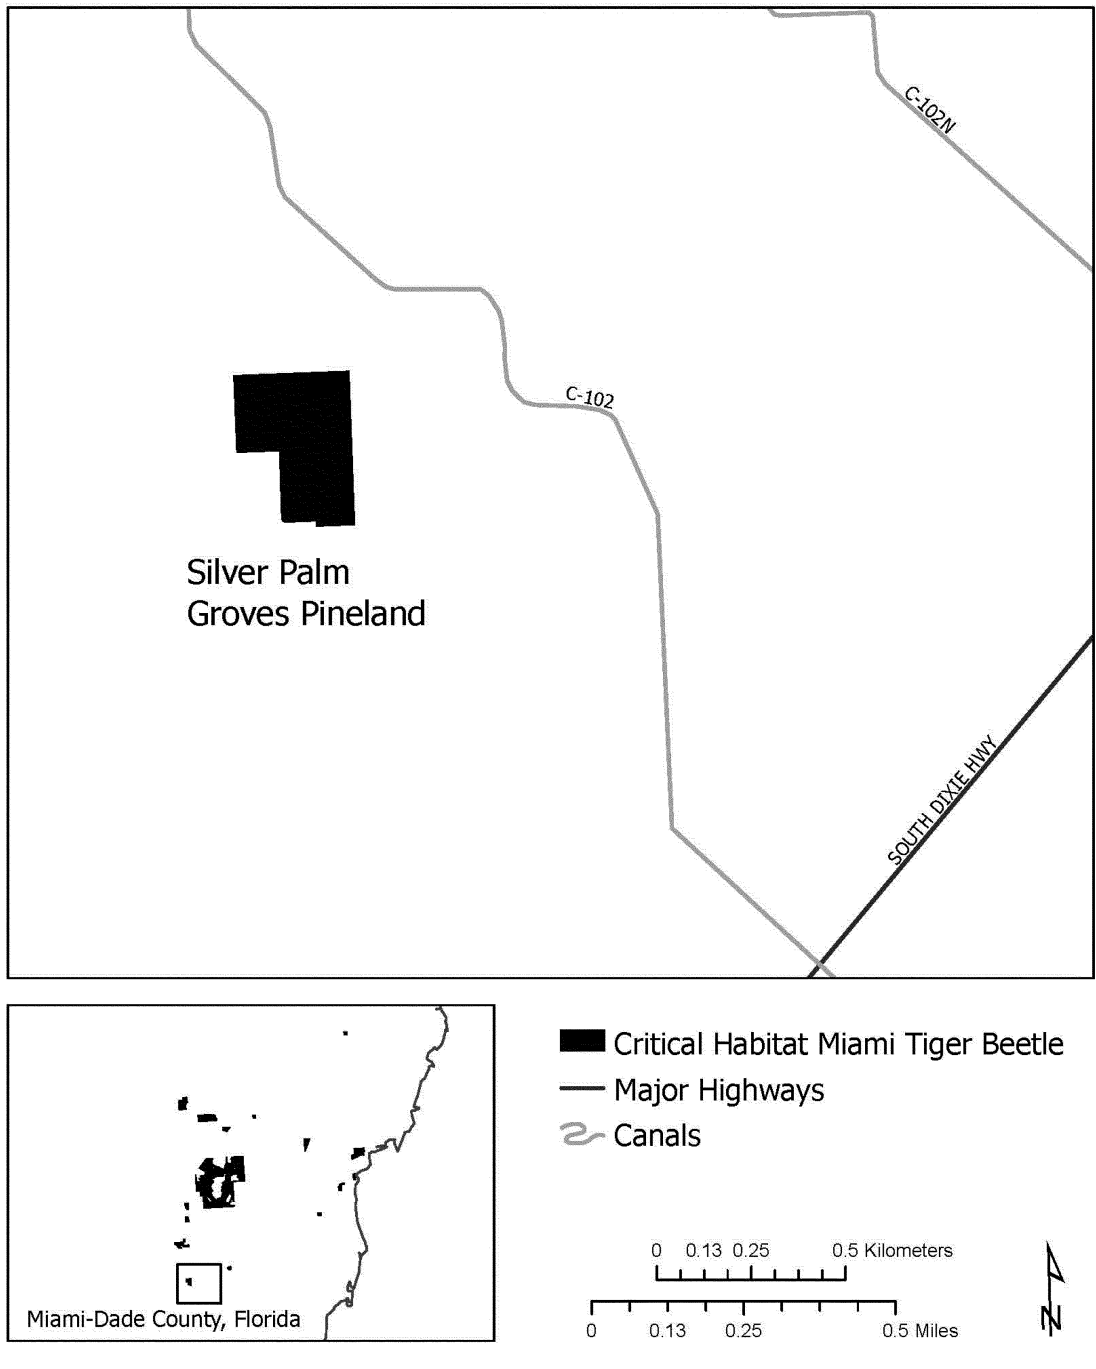 C-102N
C-102
Silver Palm
Groves Pineland
SOUTH DIXIE HWY
Critical Habitat Miami Tiger Beetle
Major Highways
Canals
Miami-Dade County, Florida
0 0.13 0.25 0.5 Kilometers
0 0.13 0.25 0.5 Miles
N